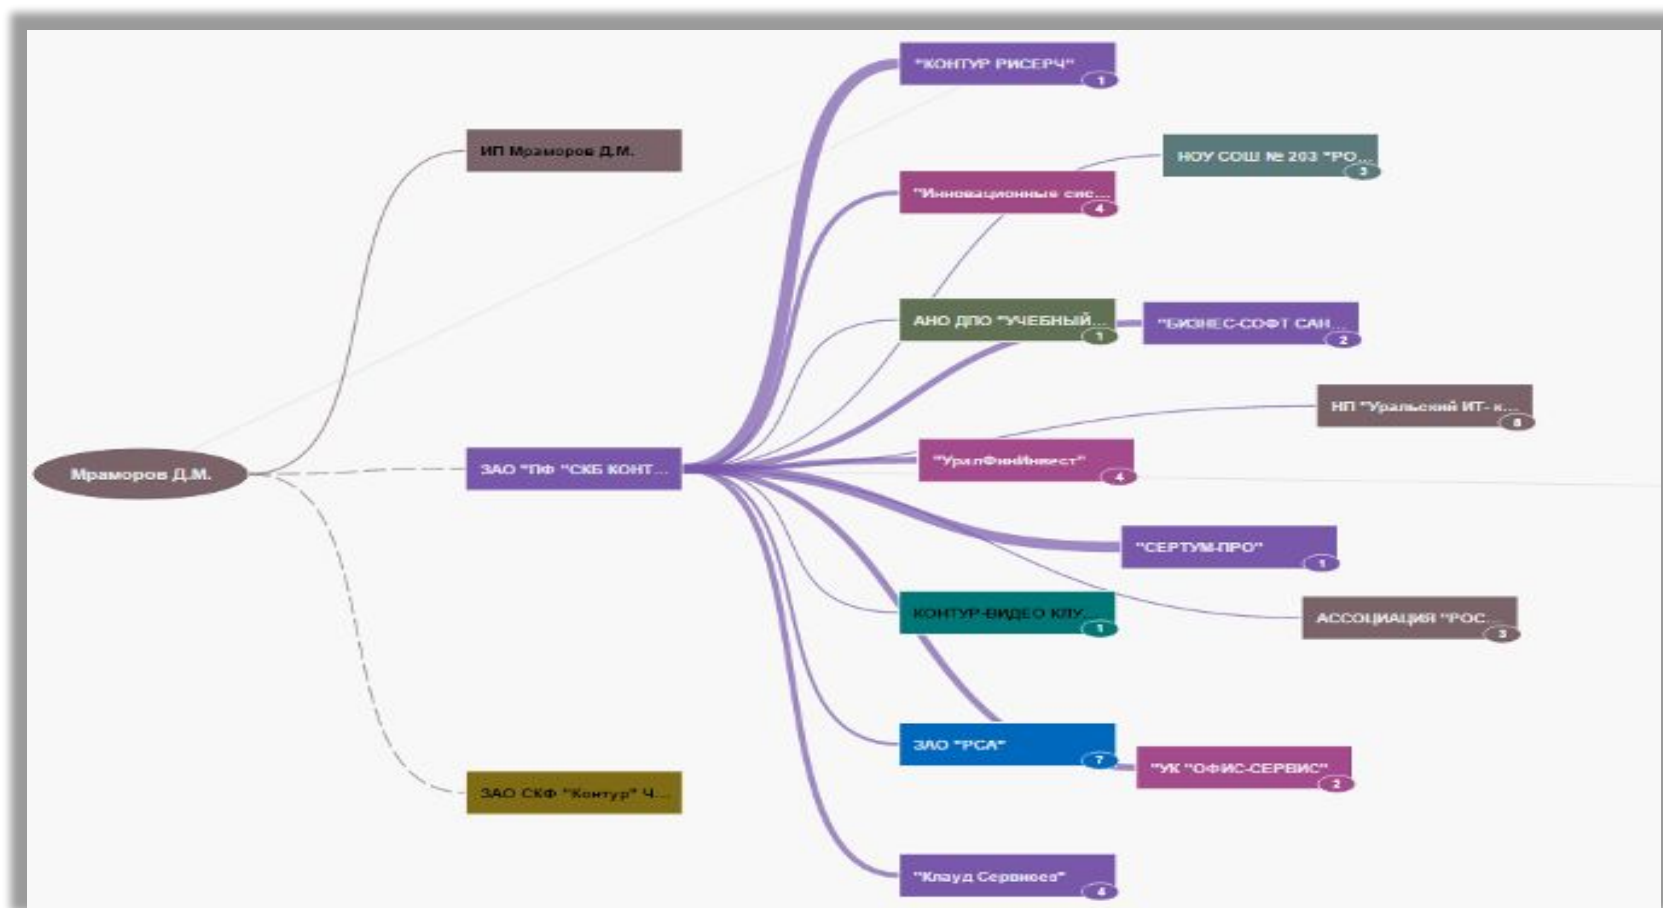 "КОНТУР РИСЕРЧ"
1
ИП Мраморов Д.М.
НОУ СОШ № 203 "РО...
3
"Инновационные сис...
4
АНО ДПО "УЧЕБНЫЙ...
1
"БИЗНЕС-СОФТ САН...
2
НП "Уральский ИТ- к...
8
Мраморов Д.М.
ЗАО "ПФ "СКБ КОНТ...
"УралФинИнвест"
4
"СЕРТУМ-ПРО"
1
КОНТУР-ВИДЕО КЛУ...
1
АССОЦИАЦИЯ "РОС...
3
ЗАО "РСА"
7
"УК "ОФИС-СЕРВИС"
2
ЗАО СКФ "Контур" Ч...
"Клауд Сервисез"
4